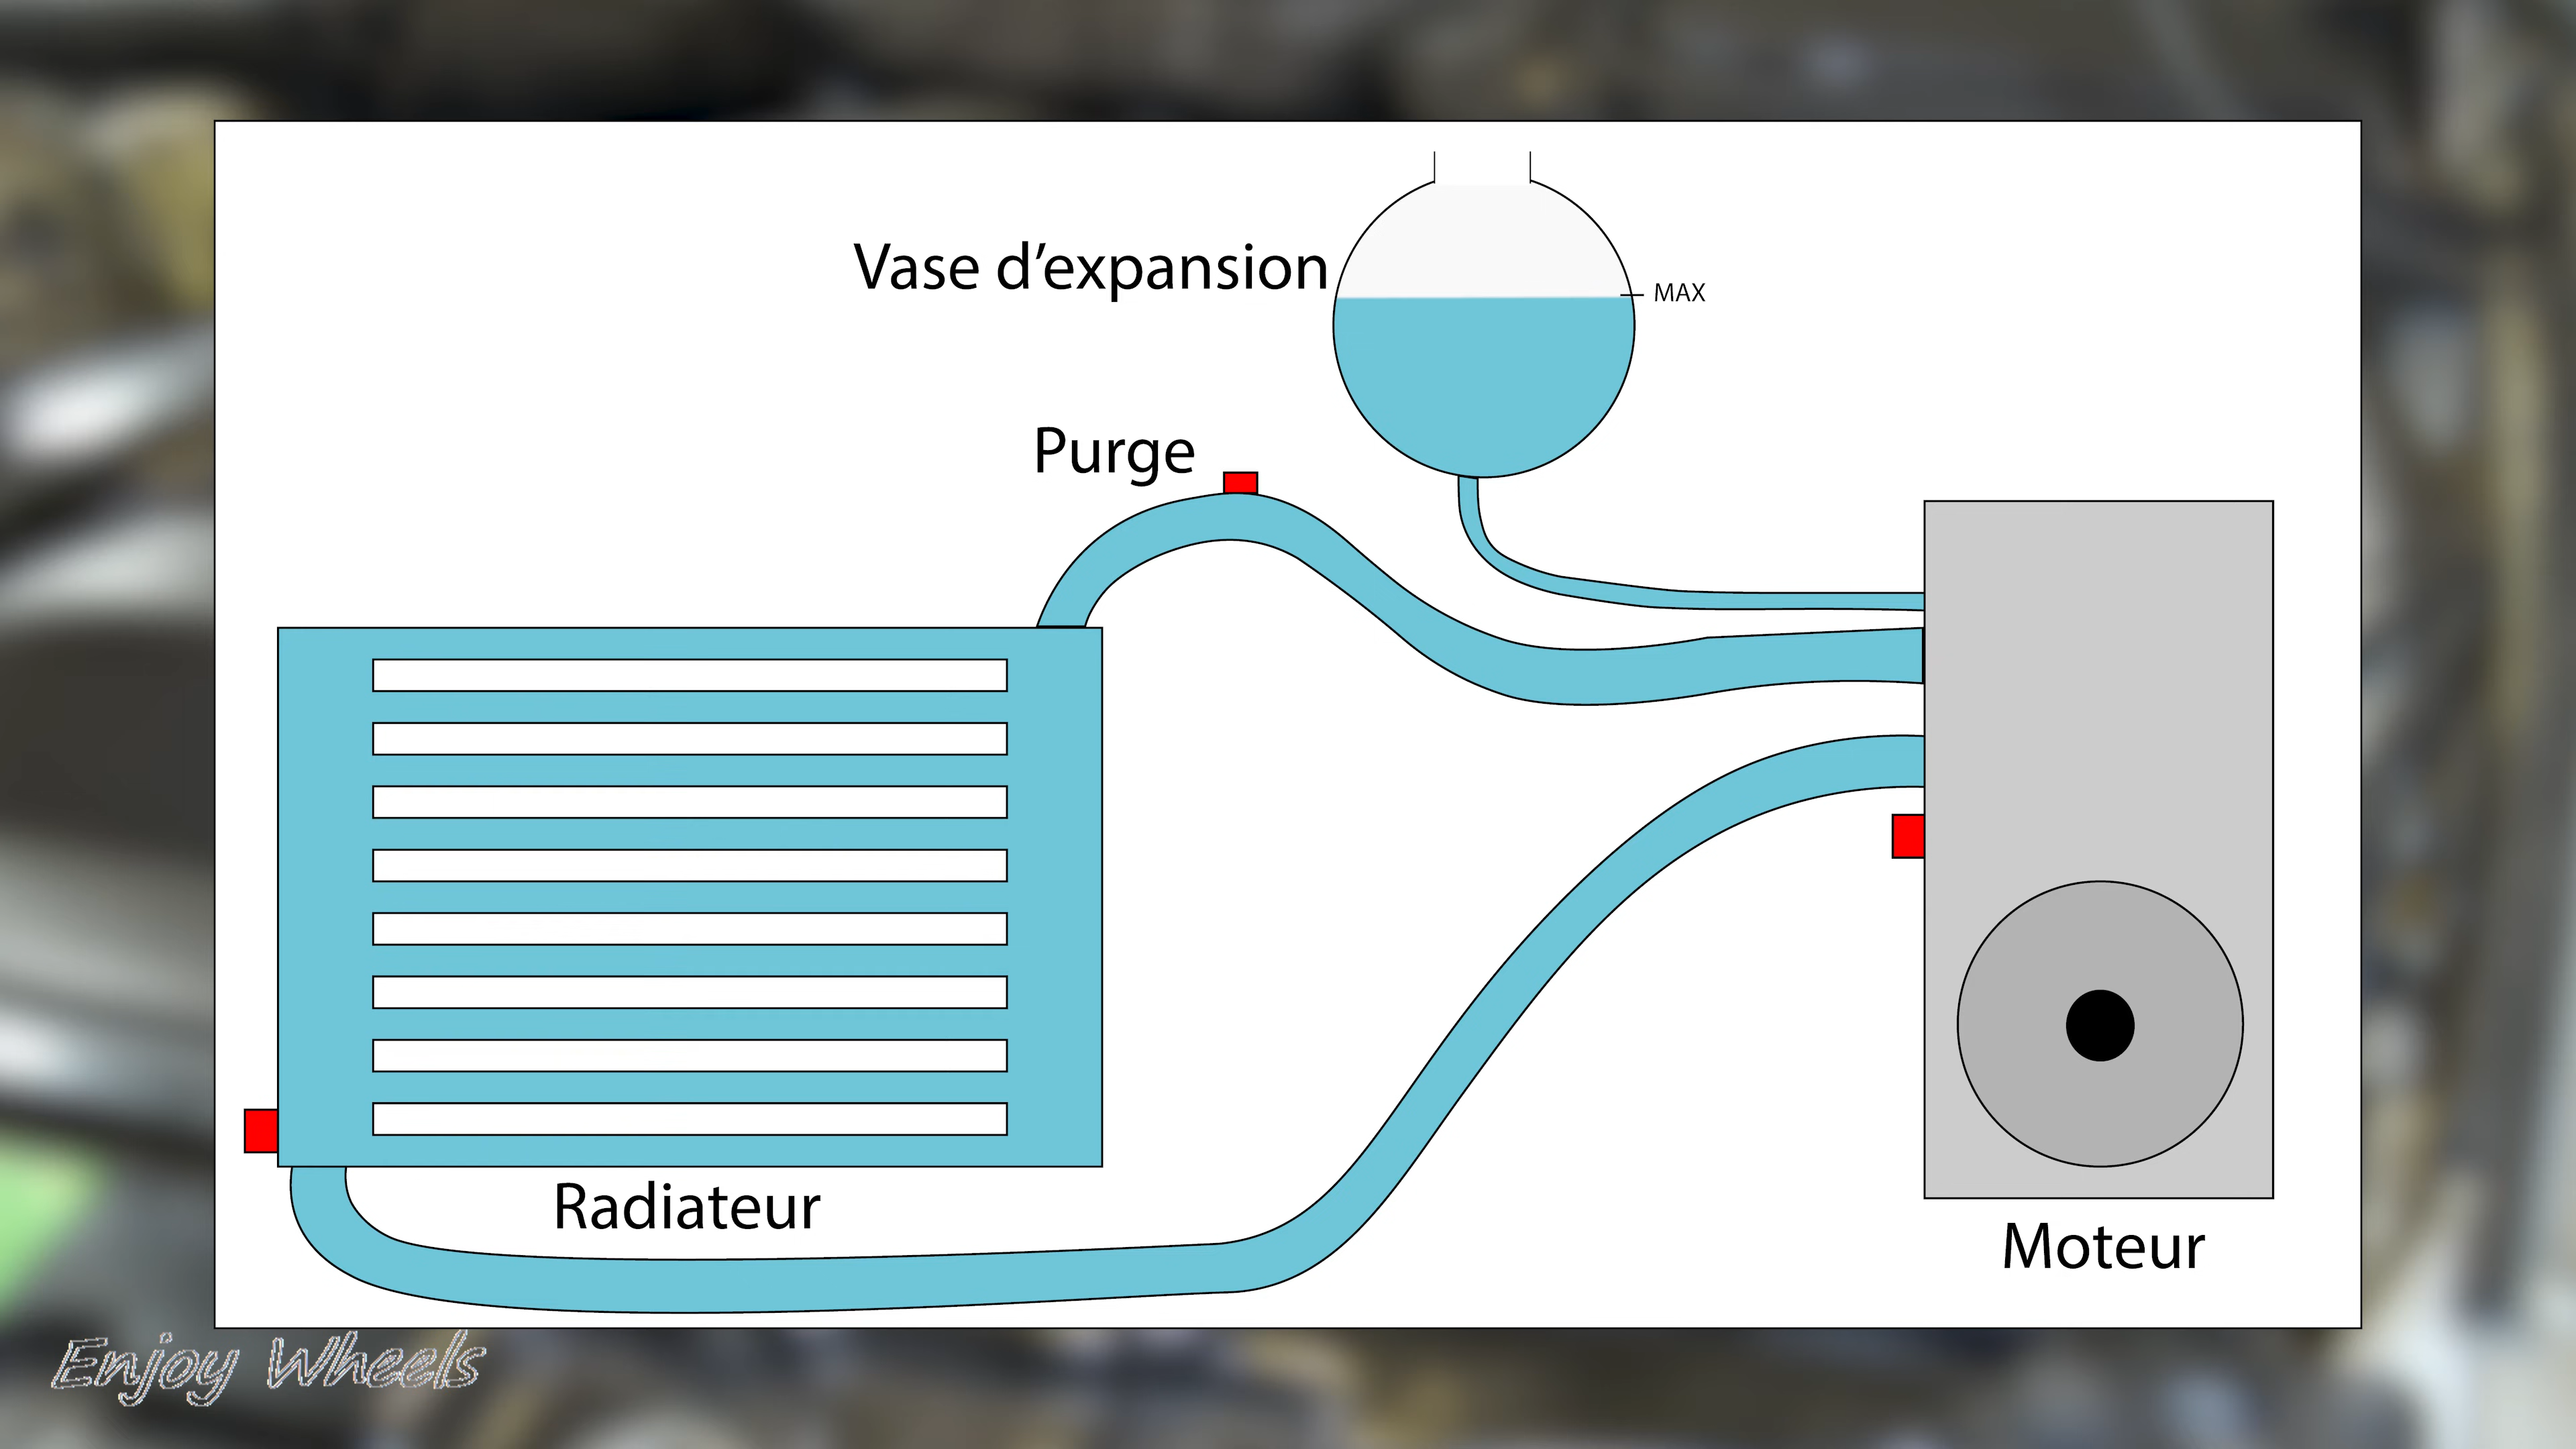 Vase d’expansion
MAX
Purge
Radiateur
Moteur
Enjoy Wheels